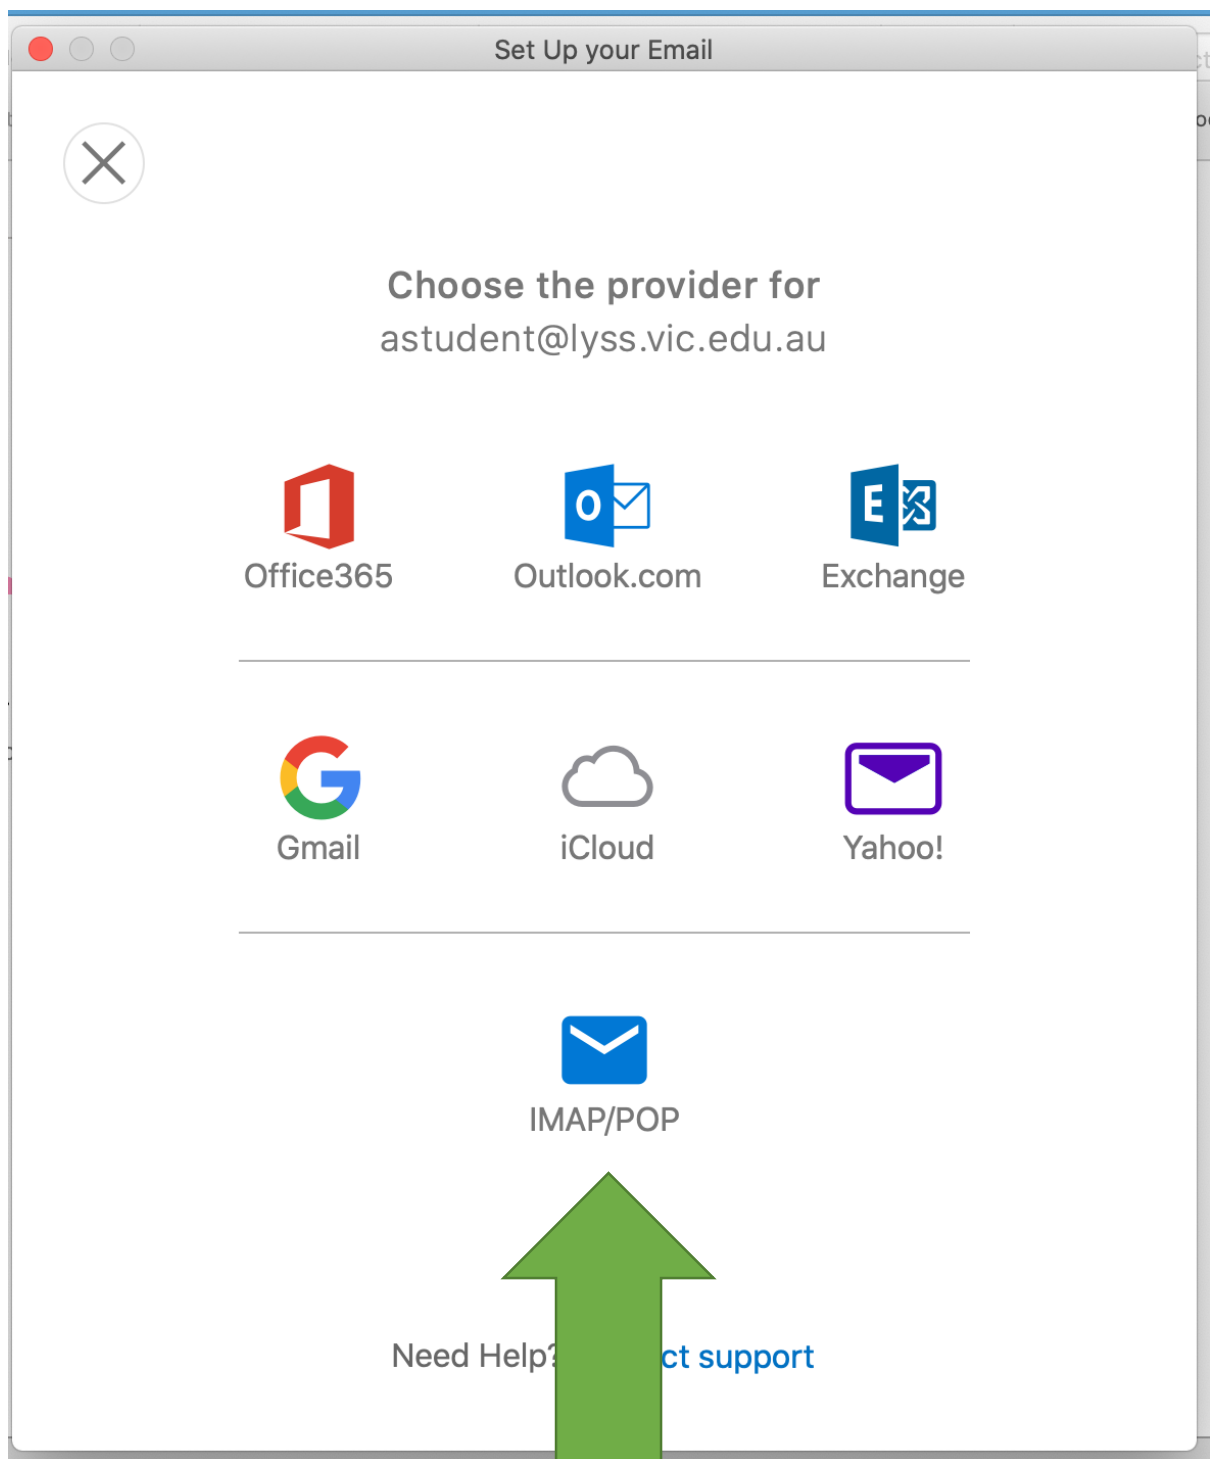 Set Up your Email
Choose the provider for
astudent@lyss.vic.edu.au
Office365
Outlook.com
Exchange
Gmail
iCloud
Yahoo!
IMAP/POP
Need Help? support